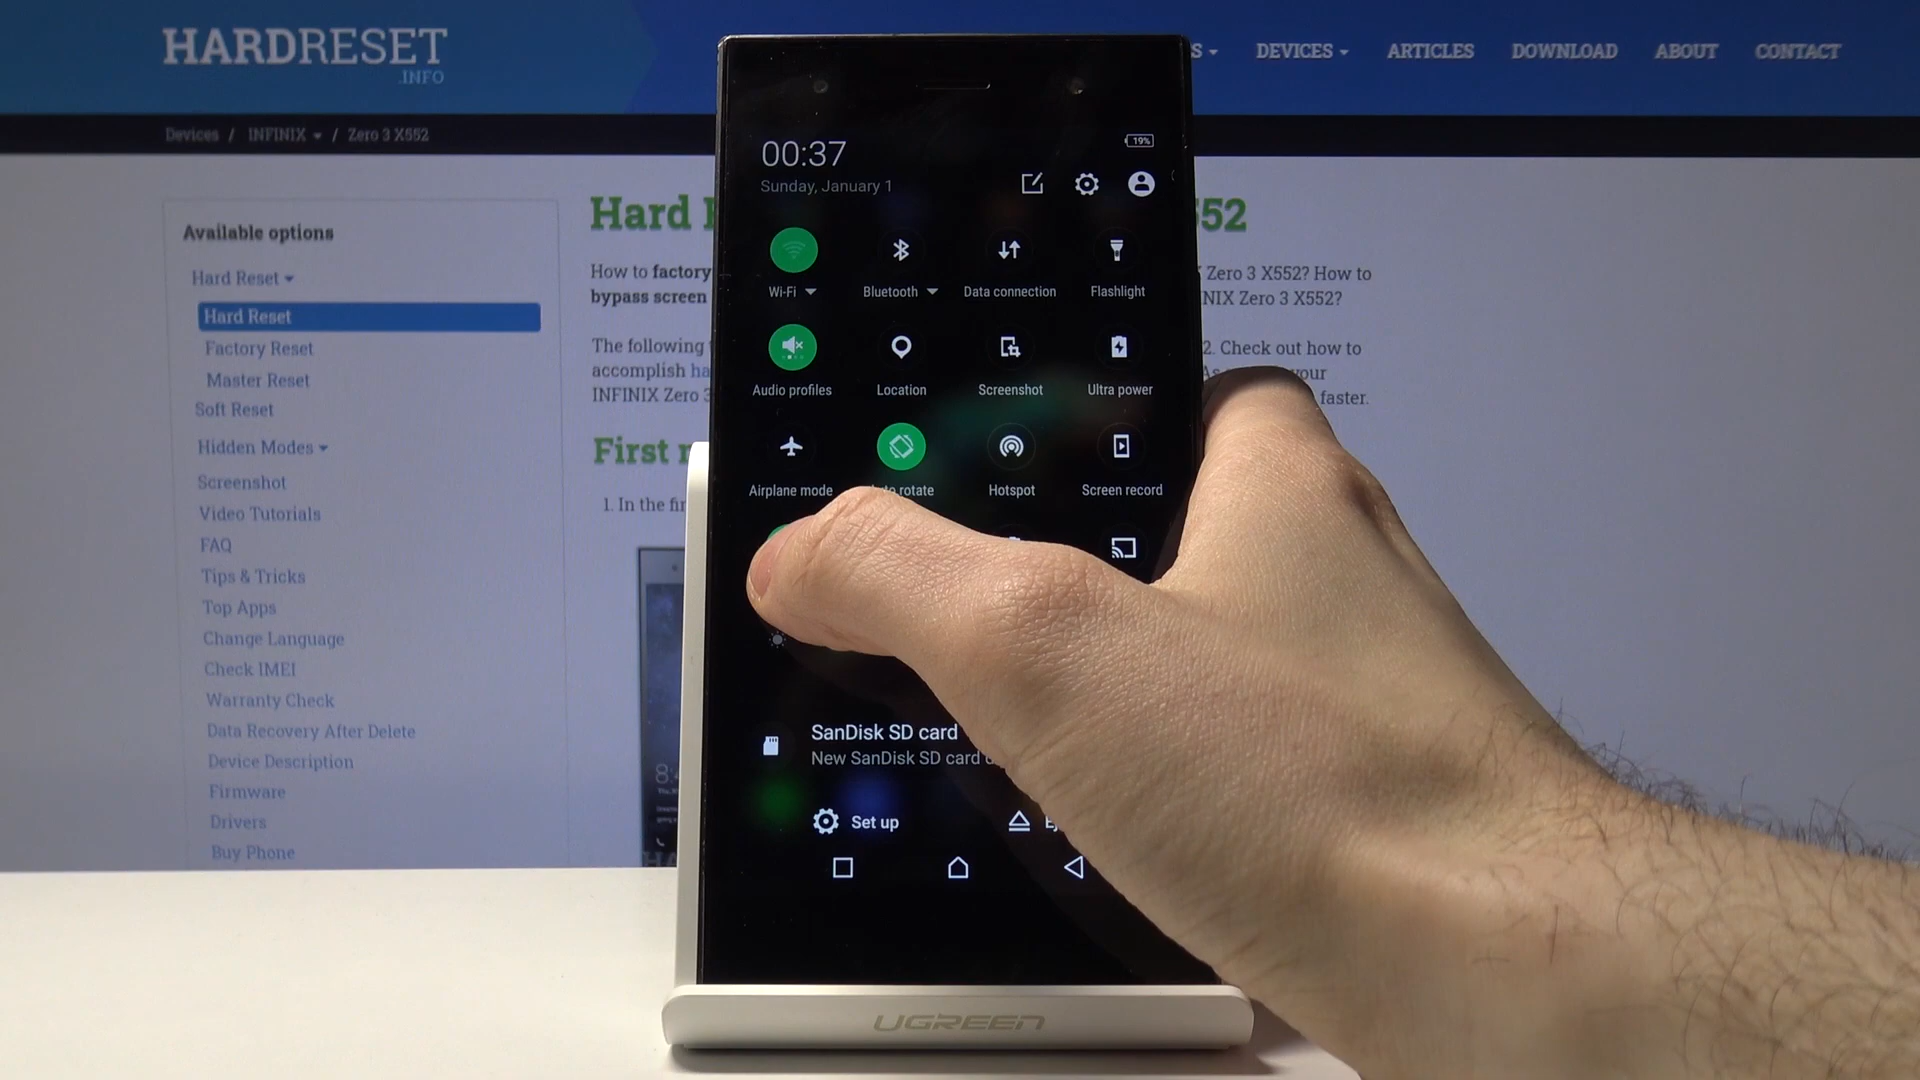 HARDRESET
.INFO
DEVICES
ARTICLES
DOWNLOAD
ABOUT
CONTACT
Devices / INFINIX / Zero 3 X552
Available options
Hard Reset
Hard Reset
Factory Reset
Master Reset
Soft Reset
Hidden Modes
Screenshot
Video Tutorials
FAQ
Tips & Tricks
Top Apps
Change Language
Check IMEI
Warranty Check
Data Recovery After Delete
Device Description
Firmware
Drivers
Buy Phone
Hard
52
How to factory
Zero 3 X552? How to
bypass screen
NIX Zero 3 X552?
The following
2. Check out how to
accomplish
your
INFINIX Zero 3
faster.
First
1. In the
00:37
19%
Sunday, January 1
Wi-Fi
Bluetooth
Data connection
Flashlight
Audio profiles
Location
Screenshot
Ultra power
Airplane mode
rotate
Hotspot
Screen record
SanDisk SD card
New SanDisk SD card
Set up
UGREEN